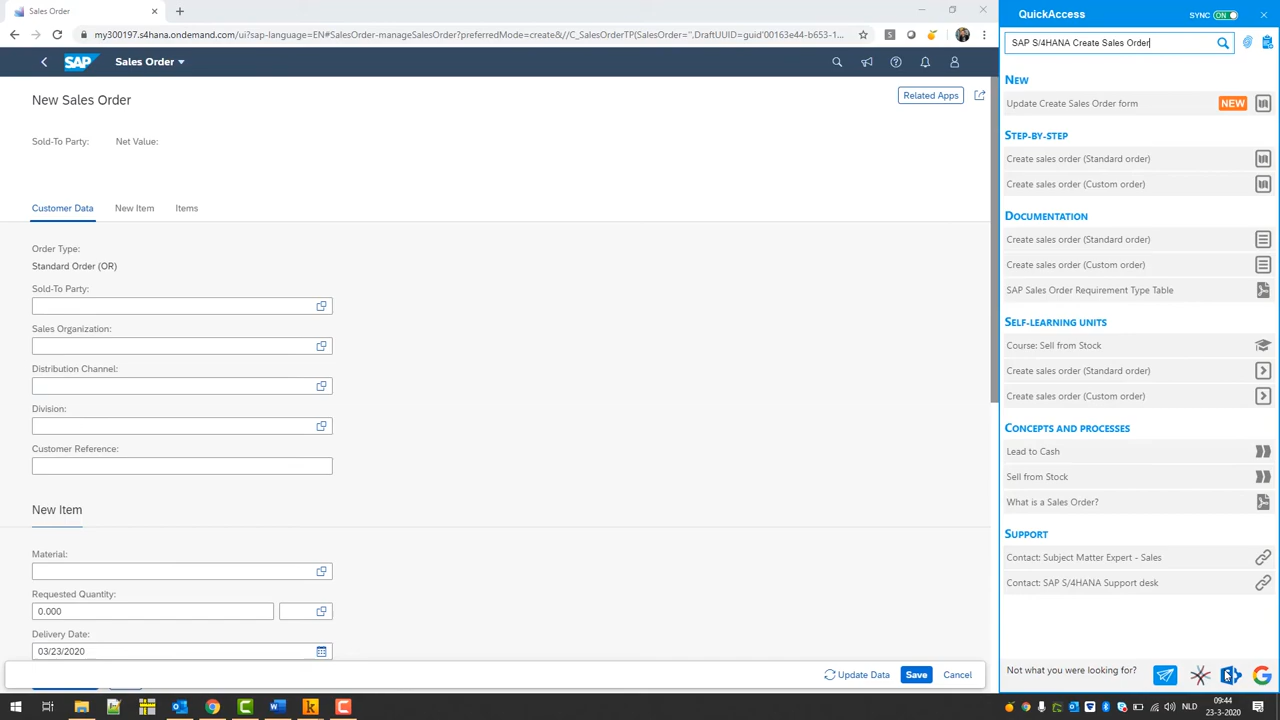 Sales Order
QuickAccess
SYNC ON
my300197.s4hana.ondemand.com/ui?sap-language=EN#SalesOrder-manageSalesOrder?preferredMode=create&//C_SalesOrderTP(SalesOrder='',DraftUUID=guid'00163e44-b653-1...
SAP S/4HANA Create Sales Order
SAP
Sales Order
New Sales Order
Related Apps
Sold-To Party:
Net Value:
Customer Data
New Item
Items
Order Type:
Standard Order (OR)
Sold-To Party:
Sales Organization:
Distribution Channel:
Division:
Customer Reference:
New Item
Material:
Requested Quantity:
0.000
Delivery Date:
03/23/2020
Update Data
Save
Cancel
NEW
Update Create Sales Order form
NEW
STEP-BY-STEP
Create sales order (Standard order)
Create sales order (Custom order)
DOCUMENTATION
Create sales order (Standard order)
Create sales order (Custom order)
SAP Sales Order Requirement Type Table
SELF-LEARNING UNITS
Course: Sell from Stock
Create sales order (Standard order)
Create sales order (Custom order)
CONCEPTS AND PROCESSES
Lead to Cash
Sell from Stock
What is a Sales Order?
SUPPORT
Contact: Subject Matter Expert - Sales
Contact: SAP S/4HANA Support desk
Not what you were looking for?
NLD
09:44
23-3-2020